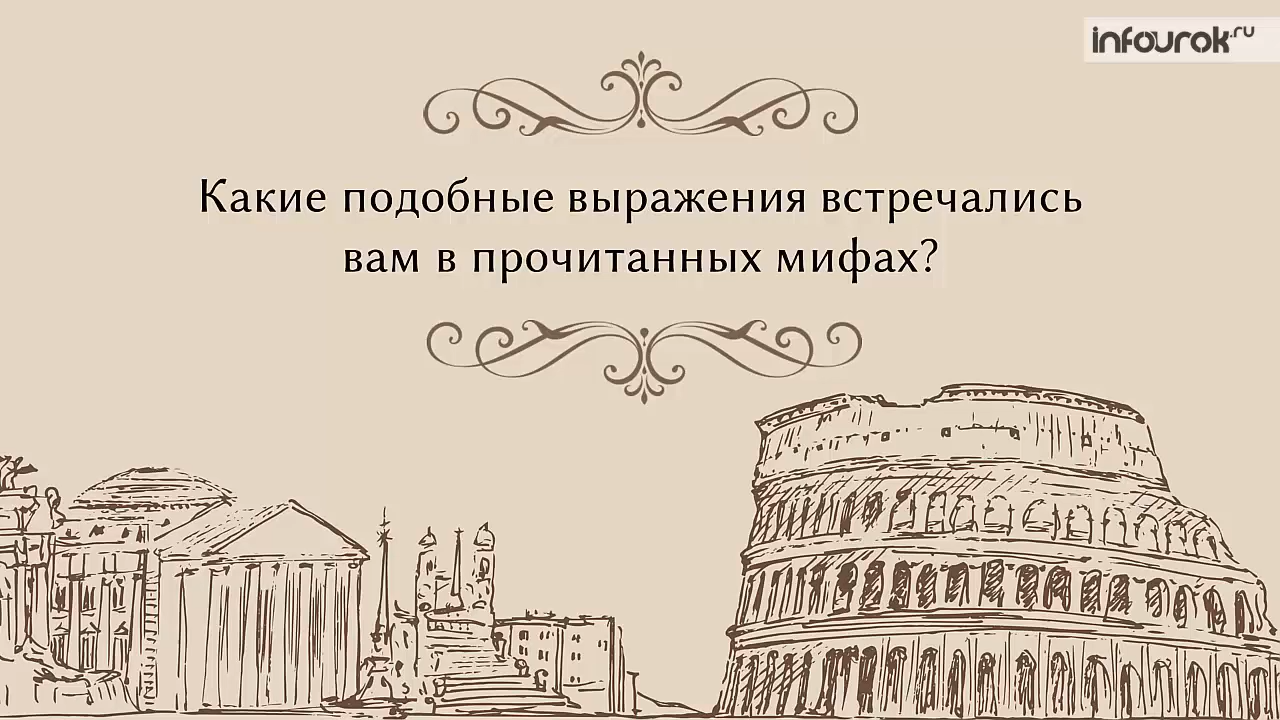 infourok.ru
Какие подобные выражения встречались
вам в прочитанных мифах?